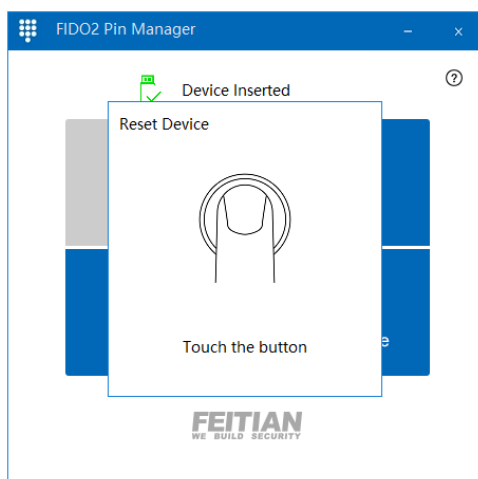 FIDO2 Pin Manager
Device Inserted
Reset Device
Touch the button
e
FEITIAN
WE BUILD SECURITY